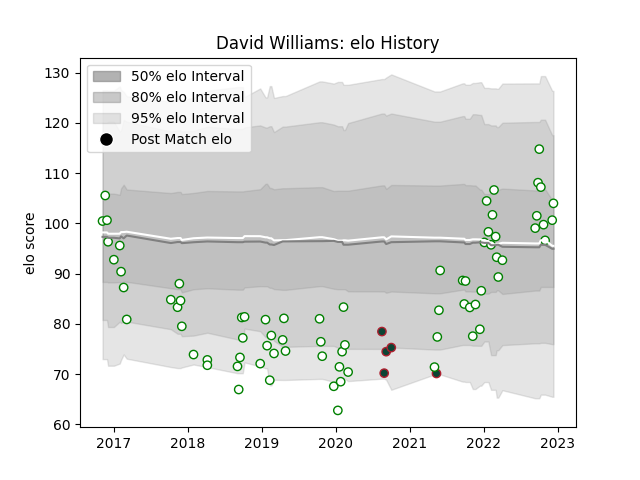 David Williams: elo History
50% elo Interval
80% elo Interval
95% elo Interval
Post Match elo
elo score
130
120
110
100
90
80
70
60
2017
2018
2019
2020
2021
2022
2023